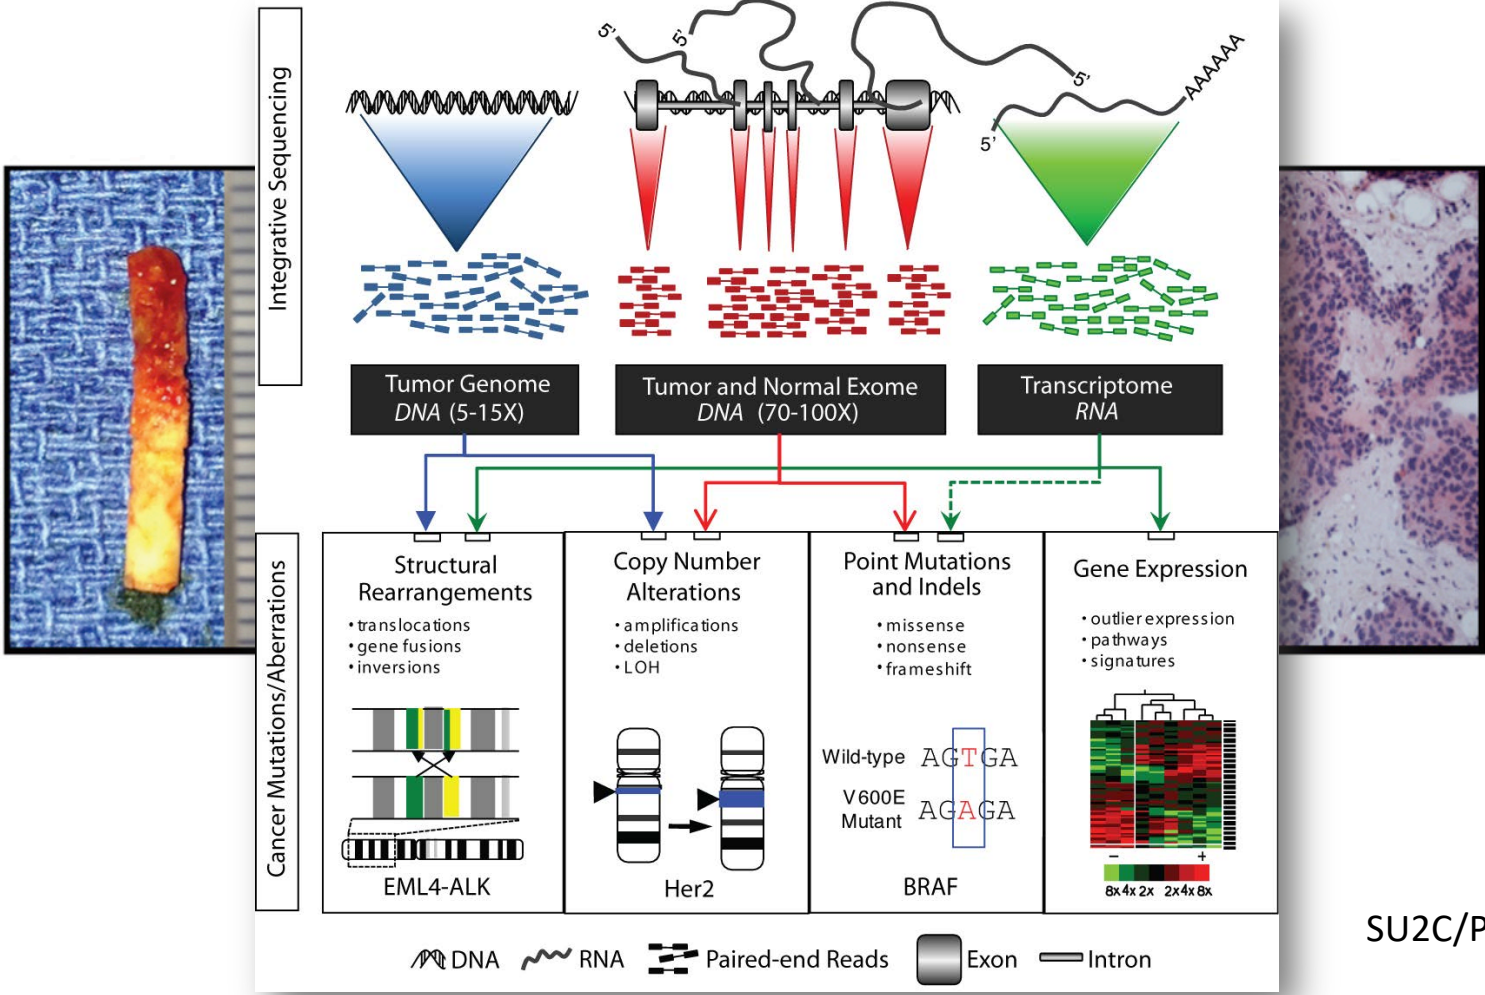 Integrative Sequencing
5'
5'
5'
5'
AAAAAA
Tumor Genome
DNA (5-15X)
Tumor and Normal Exome
DNA (70-100X)
Transcriptome
RNA
Cancer Mutations/Aberrations
Structural
Rearrangements
• translocations
• gene fusions
• inversions
EML4-ALK
Copy Number
Alterations
• amplifications
• deletions
• LOH
Her2
Point Mutations
and Indels
• missense
• nonsense
• frameshift
Wild-type AGTGA
V600E
Mutant AGAGA
BRAF
Gene Expression
• outlier expression
• pathways
• signatures
− +
8x 4x 2x 2x 4x 8x
DNA RNA Paired-end Reads Exon Intron
SU2C/P